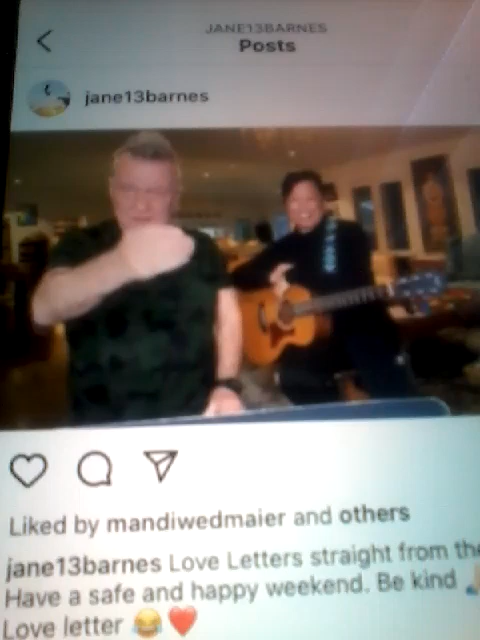 JANE13BARNES
Posts
jane13barnes
Liked by mandiwedmaier and others
jane13barnes Love Letters straight from the
Have a safe and happy weekend. Be kind
Love letter 😂❤️